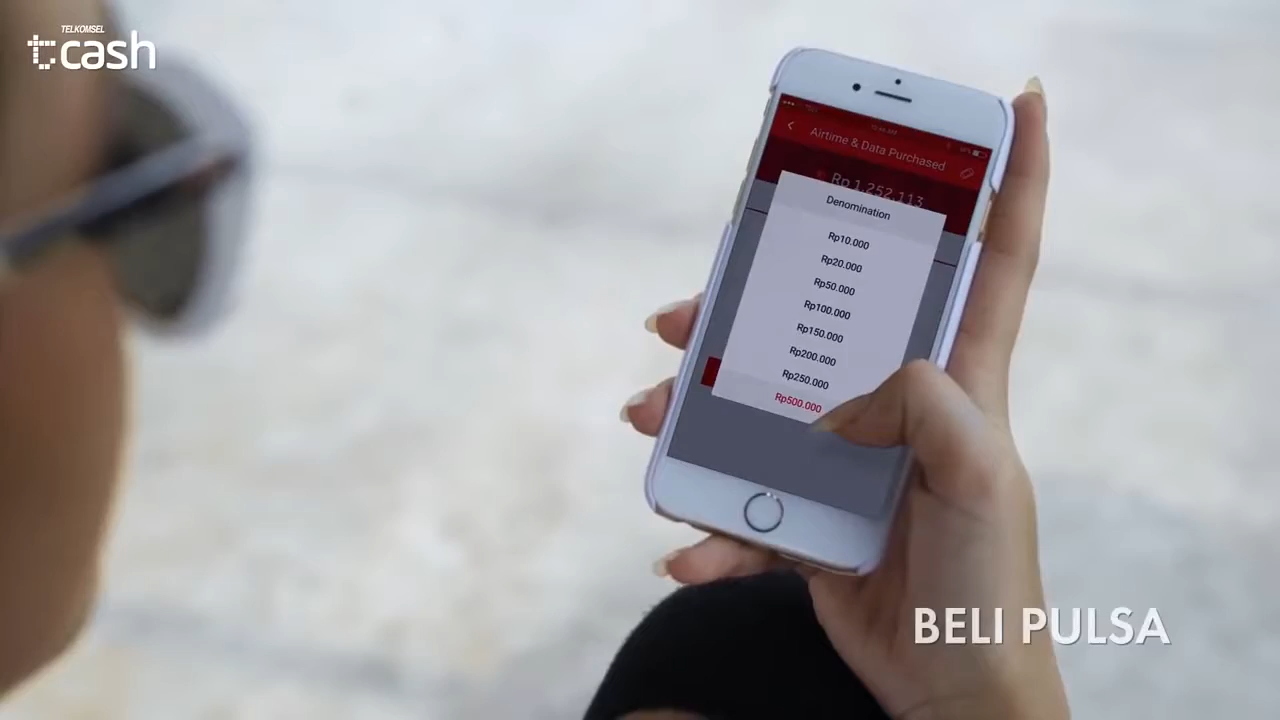 TELKOMSEL
tcash
Airtime & Data Purchased
Rp 1,252,113
Denomination
Rp10.000
Rp20.000
Rp50.000
Rp100.000
Rp150.000
Rp200.000
Rp250.000
Rp500.000
BELI PULSA